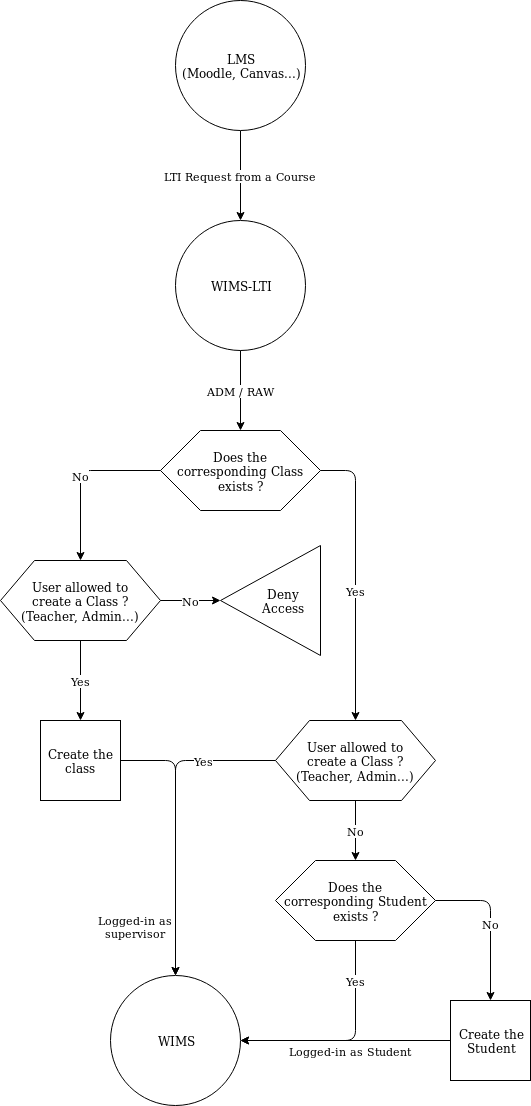 LMS
(Moodle, Canvas...)
LTI Request from a Course
WIMS-LTI
ADM / RAW
Does the
corresponding Class
exists ?
No
Yes
User allowed to
create a Class ?
(Teacher, Admin...)
No
Deny
Access
Yes
Create the
class
User allowed to
create a Class ?
(Teacher, Admin...)
Yes
No
Does the
corresponding Student
exists ?
No
Yes
Logged-in as
supervisor
WIMS
Logged-in as Student
Create the
Student